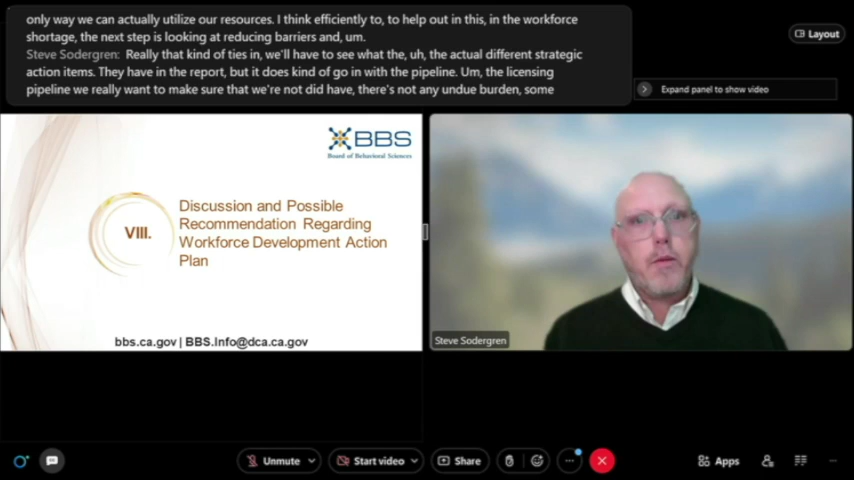 only way we can actually utilize our resources. I think efficiently to, to help out in this, in the workforce
shortage, the next step is looking at reducing barriers and, um.
Steve Sodergren: Really that kind of ties in, we'll have to see what the, uh, the actual different strategic
action items. They have in the report, but it does kind of go in with the pipeline. Um, the licensing
pipeline we really want to make sure that we're not did have, there's not any undue burden, some
Layout
Expand panel to show video
BBS
Board of Behavioral Sciences
VIII.
Discussion and Possible
Recommendation Regarding
Workforce Development Action
Plan
bbs.ca.gov | BBS.Info@dca.ca.gov
Steve Sodergren
Unmute
Start video
Share
Apps